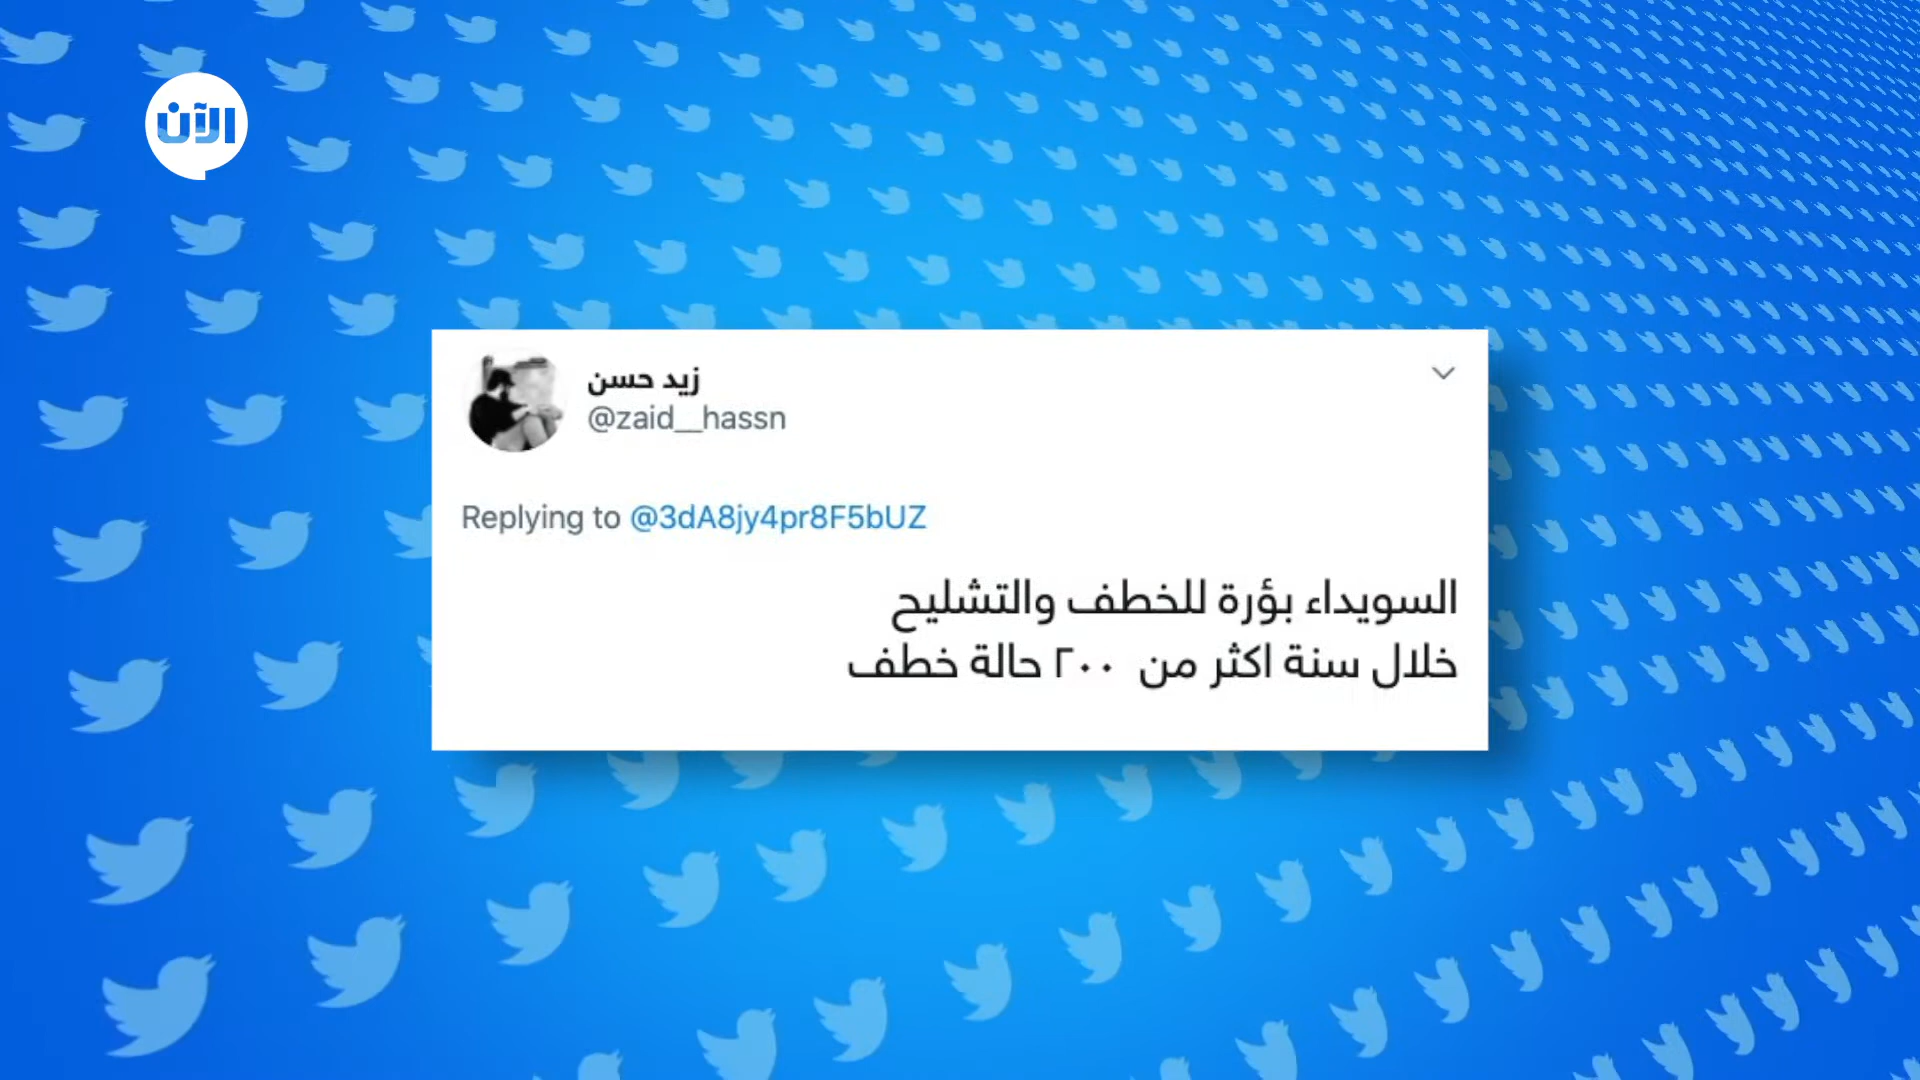 الآن
زيد حسن
@zaid__hassn
Replying to @3dA8jy4pr8F5bUZ
السويداء بؤرة للخطف والتشليح
خلال سنة اكثر من ٢٠٠ حالة خطف